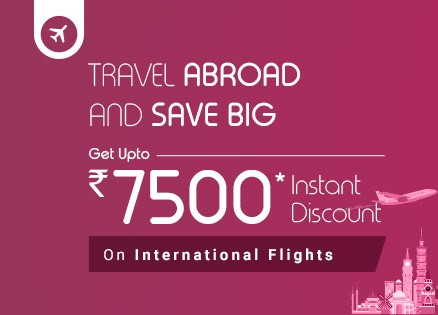 TRAVEL ABROAD
AND SAVE BIG
Get Upto
₹7500* Instant
Discount
On International Flights